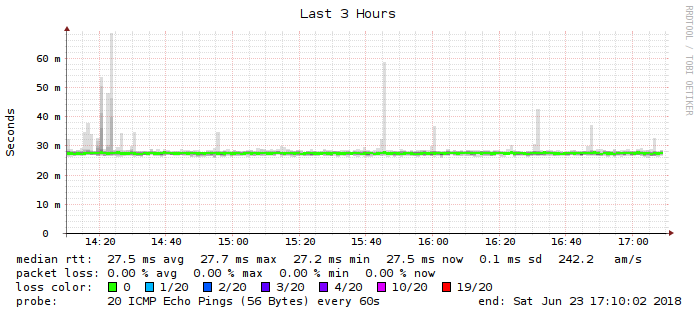 Last 3 Hours
RRDTOOL / TOBI OETIKER
Seconds
60 m
50 m
40 m
30 m
20 m
10 m
0
14:20 14:40 15:00 15:20 15:40 16:00 16:20 16:40 17:00
median rtt: 27.5 ms avg 27.7 ms max 27.2 ms min 27.5 ms now 0.1 ms sd 242.2 am/s
packet loss: 0.00 % avg 0.00 % max 0.00 % min 0.00 % now
loss color: 0 1/20 2/20 3/20 4/20 10/20 19/20
probe: 20 ICMP Echo Pings (56 Bytes) every 60s end: Sat Jun 23 17:10:02 2018